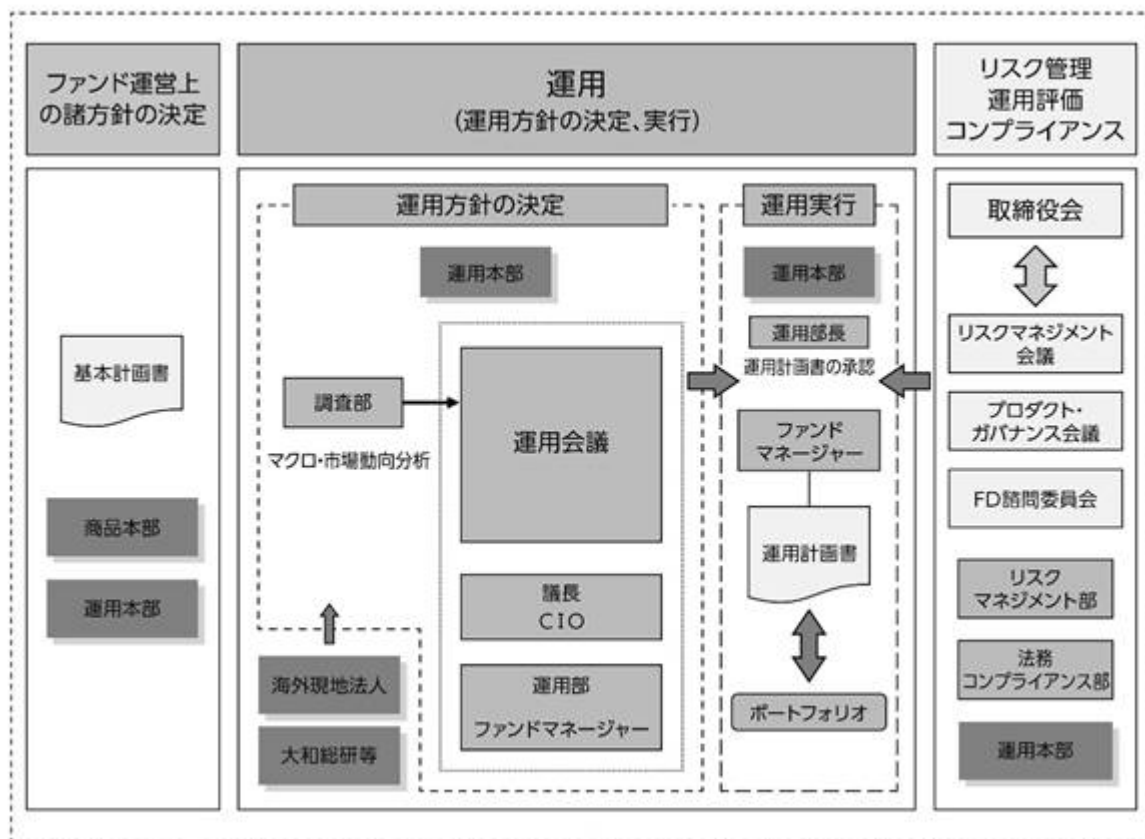 ファンド運営上
の諸方針の決定
基本計画書
商品本部
運用本部
運用
(運用方針の決定、実行)
運用方針の決定
運用本部
調査部
マクロ・市場動向分析
運用会議
議長
CIO
運用部
ファンドマネージャー
海外現地法人
大和総研等
運用実行
運用本部
運用部長
運用計画書の承認
ファンド
マネージャー
運用計画書
ポートフォリオ
リスク管理
運用評価
コンプライアンス
取締役会
リスクマネジメント
会議
プロダクト・
ガバナンス会議
FD諮問委員会
リスク
マネジメント部
法務
コンプライアンス部
運用本部